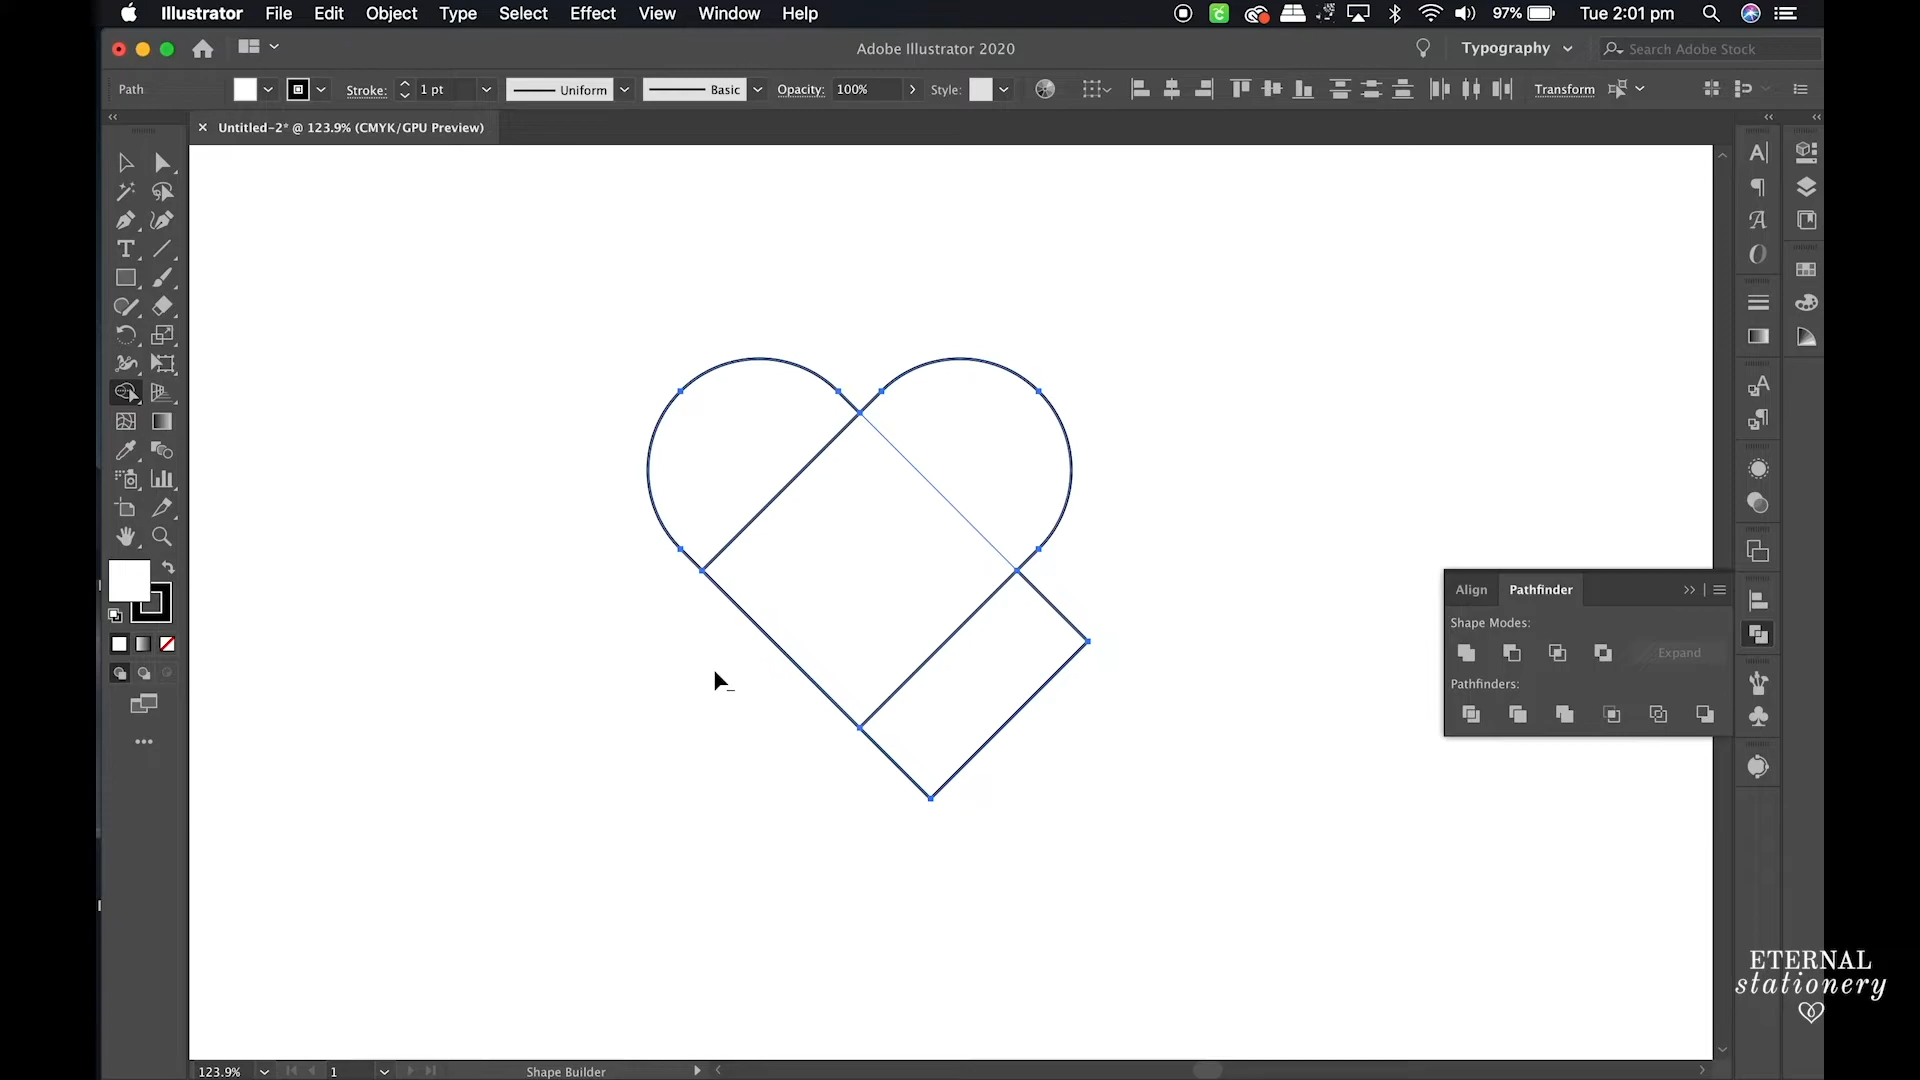 Illustrator File Edit Object Type Select Effect View Window Help 97% Tue 2:01 pm
Adobe Illustrator 2020 Typography Search Adobe Stock
Path Stroke: 1 pt Uniform Basic Opacity: 100% Style: Transform
Untitled-2* @ 123.9% (CMYK/GPU Preview)
Align Pathfinder
Shape Modes:
Expand
Pathfinders:
ETERNAL
stationery
123.9% 1 Shape Builder